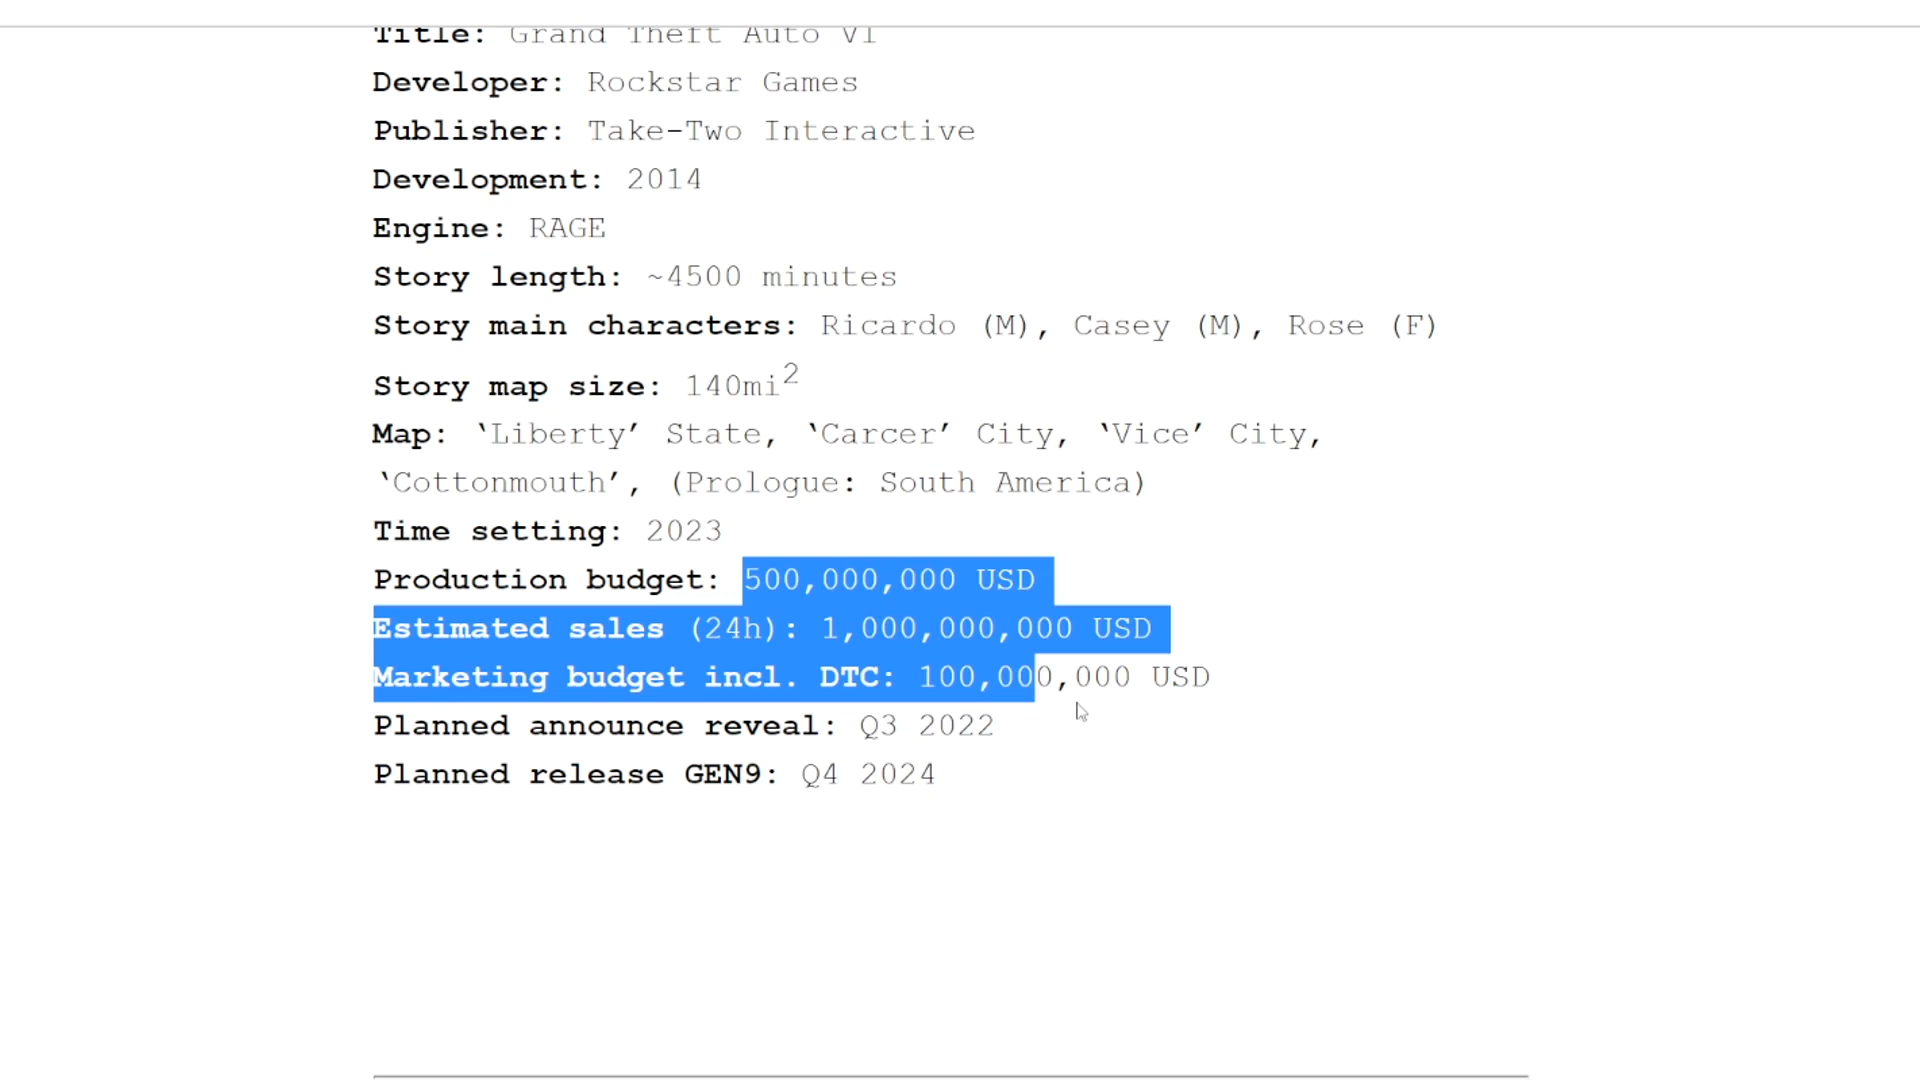 Title: Grand Theft Auto VI
Developer: Rockstar Games
Publisher: Take-Two Interactive
Development: 2014
Engine: RAGE
Story length: ~4500 minutes
Story main characters: Ricardo (M), Casey (M), Rose (F)
Story map size: 140mi²
Map: ‛Liberty’ State, ‛Carcer’ City, ‛Vice’ City,
‛Cottonmouth’, (Prologue: South America)
Time setting: 2023
Production budget: 500,000,000 USD
Estimated sales (24h): 1,000,000,000 USD
Marketing budget incl. DTC: 100,000,000 USD
Planned announce reveal: Q3 2022
Planned release GEN9: Q4 2024